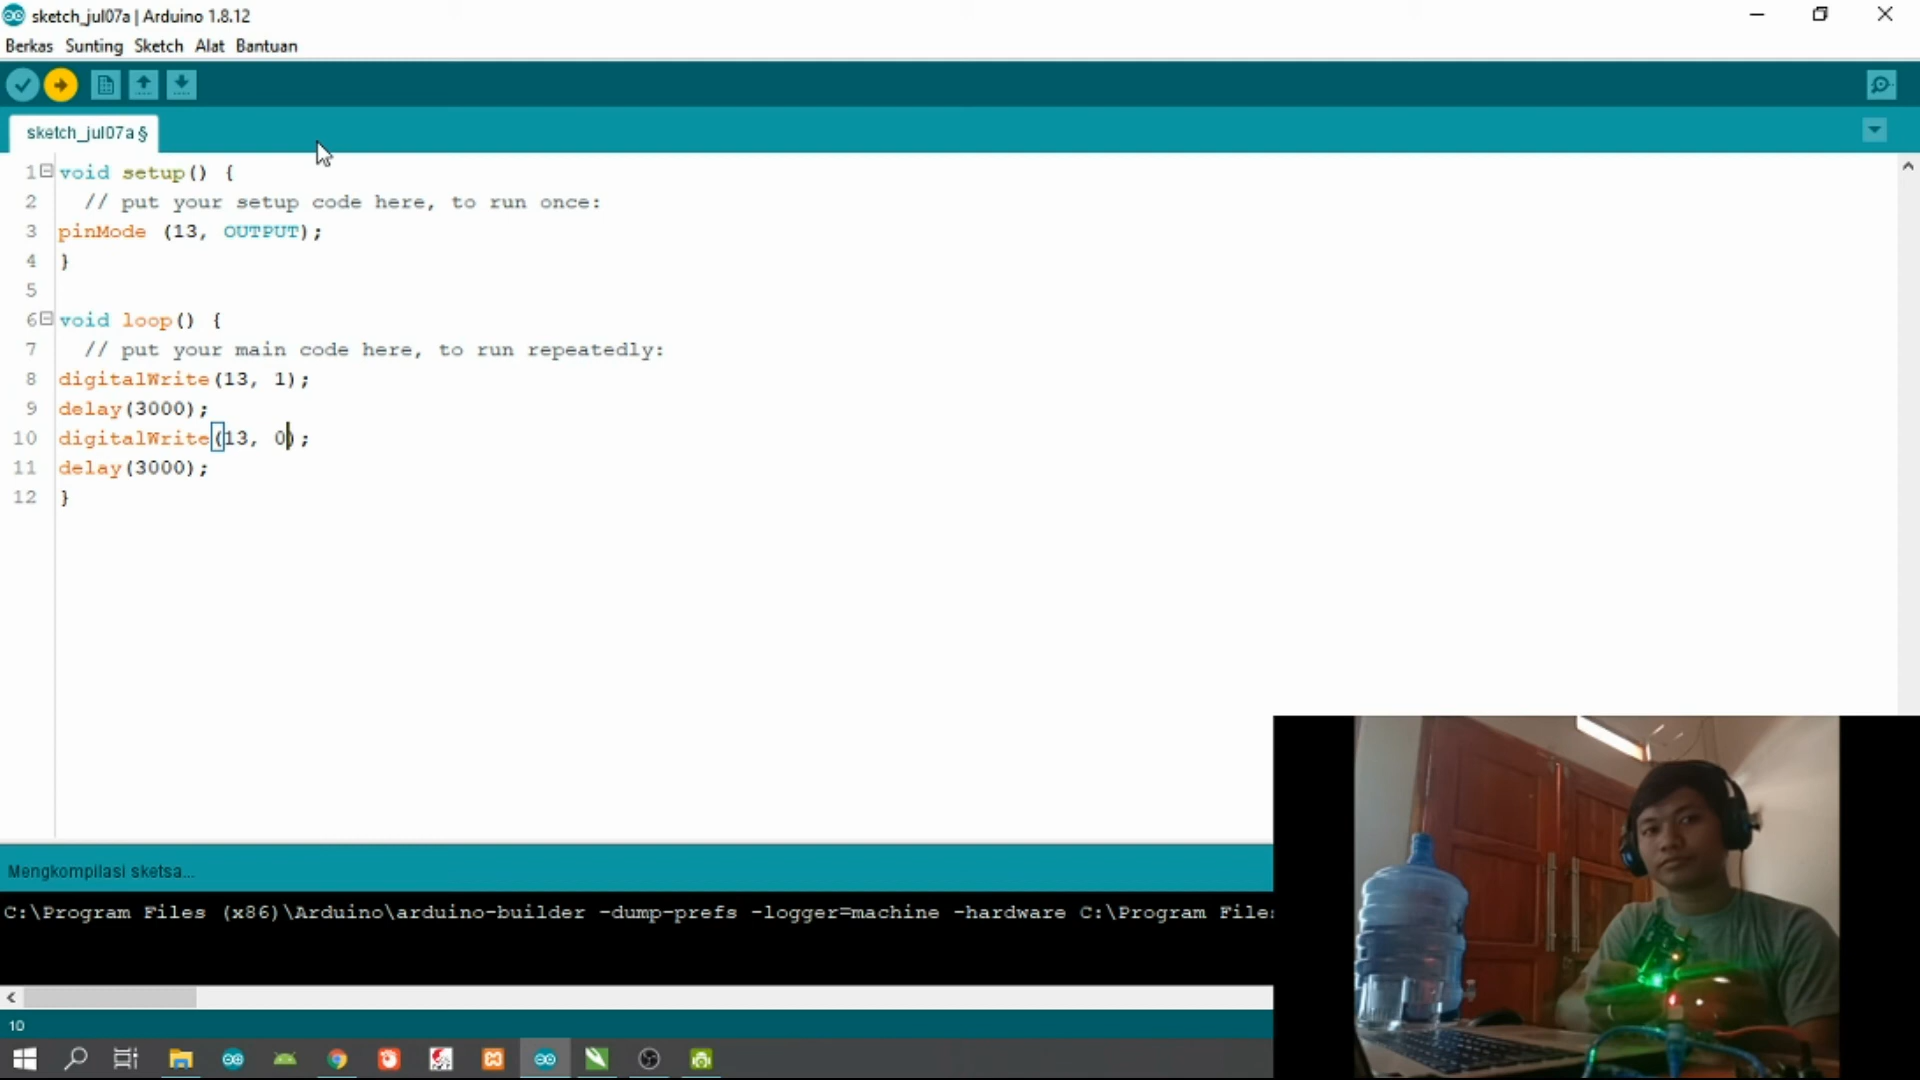 sketch_jul07a | Arduino 1.8.12
Berkas Sunting Sketch Alat Bantuan
sketch_jul07a §
1 void setup() {
2 // put your setup code here, to run once:
3 pinMode (13, OUTPUT);
4 }
5
6 void loop() {
7 // put your main code here, to run repeatedly:
8 digitalWrite(13, 1);
9 delay(3000);
10 digitalWrite(13, 0);
11 delay(3000);
12 }
Mengkompilasi sketsa...
C:\Program Files (x86)\Arduino\arduino-builder -dump-prefs -logger=machine -hardware C:\Program Files
10